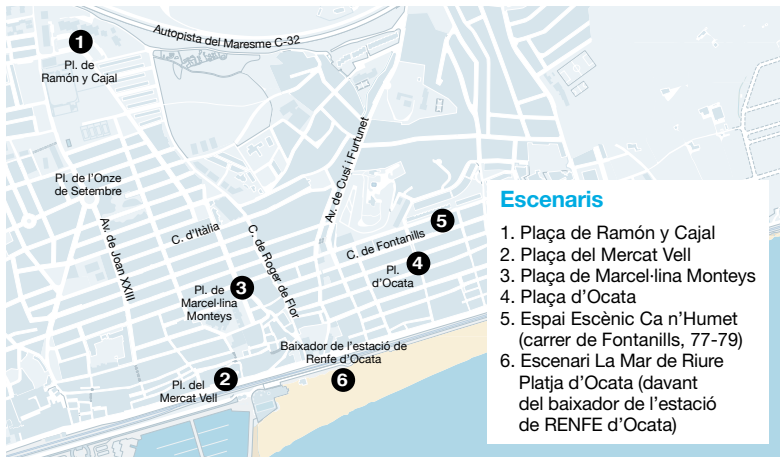 Autopista del Maresme C-32
1
Pl. de
Ramón y Cajal
Pl. de l'Onze
de Setembre
Av. de Joan XXIII
C. d'Itàlia
C. de Roger de Flor
Av. de Cusí i Furtunet
5
C. de Fontanills
4
Pl.
d'Ocata
3
Pl. de
Marcel·lina
Monteys
Baixador de l'estació de
Renfe d'Ocata
6
2
Pl. del
Mercat Vell
Escenaris
1. Plaça de Ramón y Cajal
2. Plaça del Mercat Vell
3. Plaça de Marcel·lina Monteys
4. Plaça d'Ocata
5. Espai Escènic Ca n'Humet
(carrer de Fontanills, 77-79)
6. Escenari La Mar de Riure
Platja d'Ocata (davant
del baixador de l'estació
de RENFE d'Ocata)